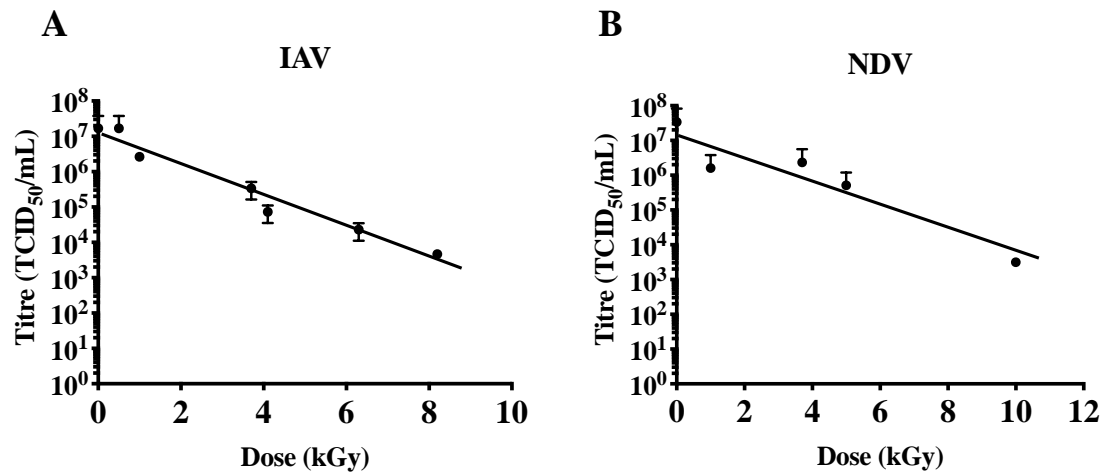 A
IAV
Titre (TCID50/mL)
10^8
10^7
10^6
10^5
10^4
10^3
10^2
10^1
10^0
0 2 4 6 8 10
Dose (kGy)
B
NDV
Titre (TCID50/mL)
10^8
10^7
10^6
10^5
10^4
10^3
10^2
10^1
10^0
0 2 4 6 8 10 12
Dose (kGy)